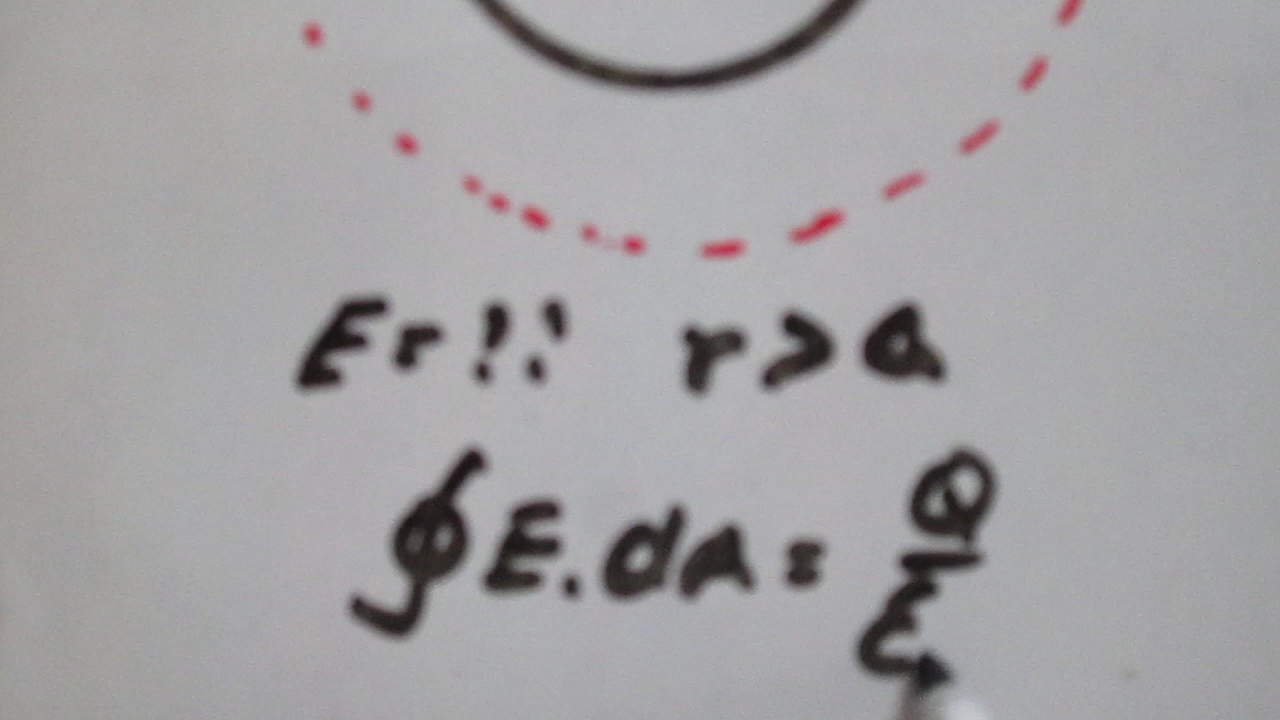 E = ?? r > a
∮ E . dA = Q / ε